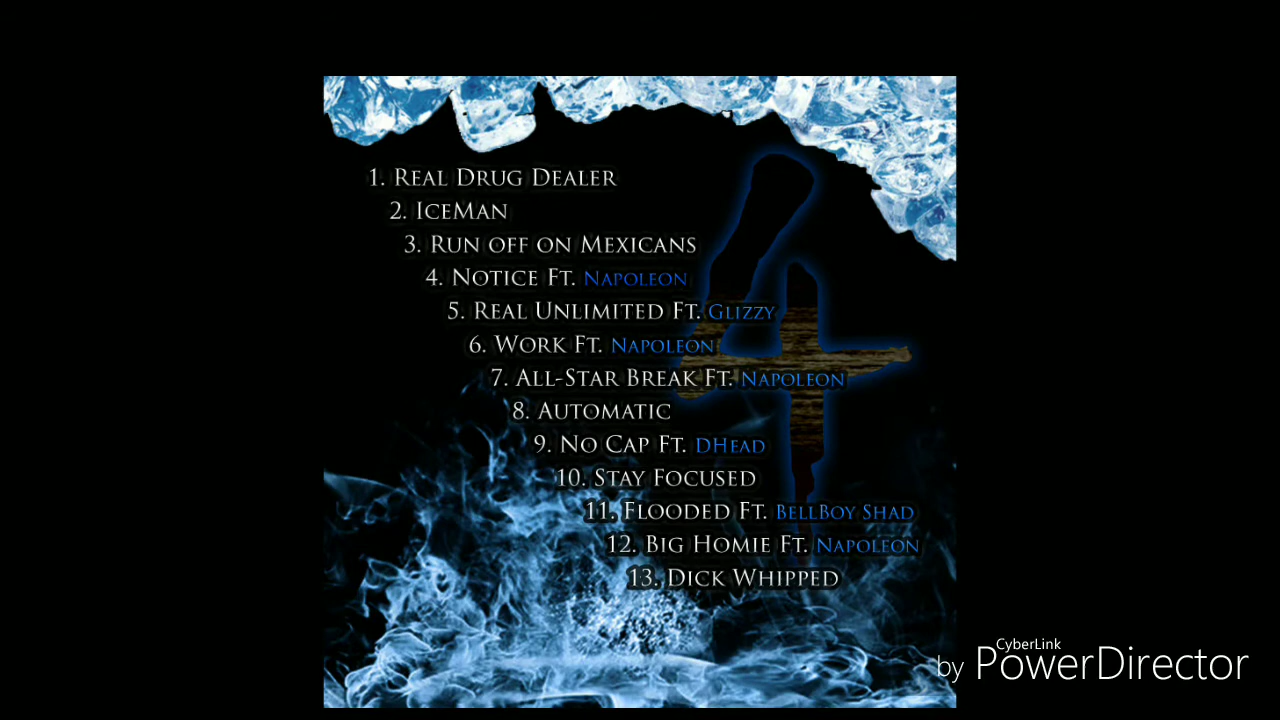 1. Real Drug Dealer
2. IceMan
3. Run off on Mexicans
4. Notice Ft. Napoleon
5. Real Unlimited Ft. Glizzy
6. Work Ft. Napoleon
7. All-Star Break Ft. Napoleon
8. Automatic
9. No Cap Ft. DHead
10. Stay Focused
11. Flooded Ft. BellBoy Shad
12. Big Homie Ft. Napoleon
13. Dick Whipped
CyberLink
by PowerDirector